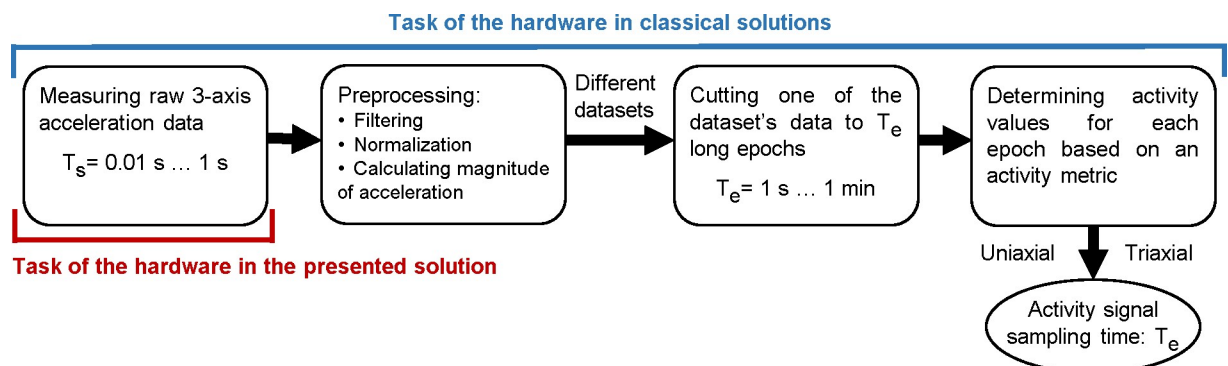 Task of the hardware in classical solutions
Measuring raw 3-axis
acceleration data
Ts= 0.01 s … 1 s
Preprocessing:
• Filtering
• Normalization
• Calculating magnitude
of acceleration
Different
datasets
Cutting one of the
dataset's data to Te
long epochs
Te= 1 s … 1 min
Determining activity
values for each
epoch based on an
activity metric
Task of the hardware in the presented solution
Uniaxial
Triaxial
Activity signal
sampling time: Te